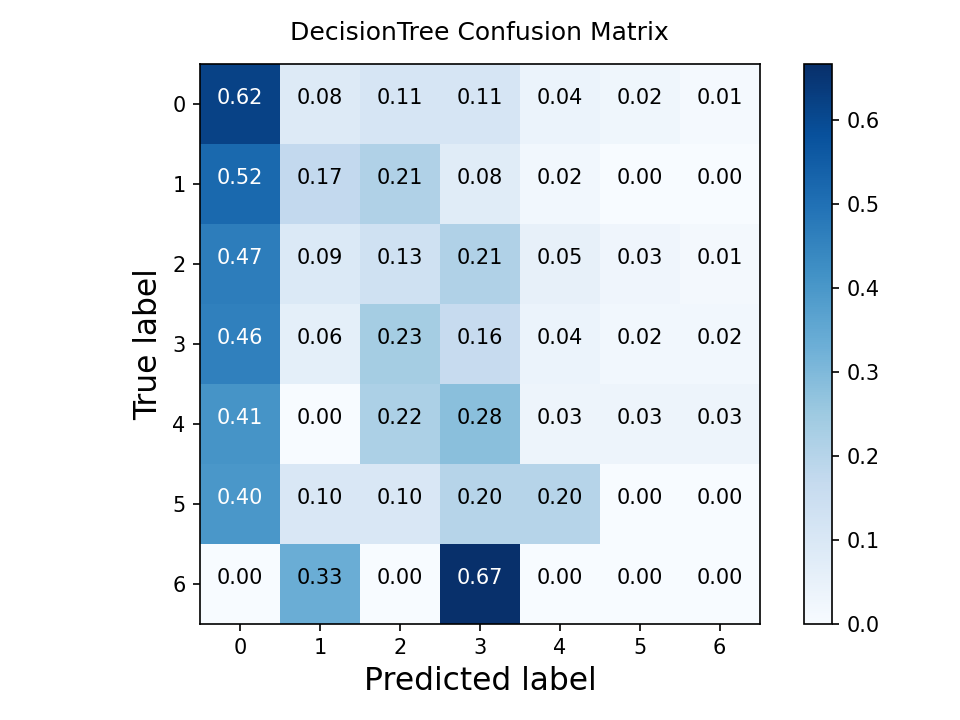 DecisionTree Confusion Matrix
0 0.62 0.08 0.11 0.11 0.04 0.02 0.01
1 0.52 0.17 0.21 0.08 0.02 0.00 0.00
2 0.47 0.09 0.13 0.21 0.05 0.03 0.01
3 0.46 0.06 0.23 0.16 0.04 0.02 0.02
4 0.41 0.00 0.22 0.28 0.03 0.03 0.03
5 0.40 0.10 0.10 0.20 0.20 0.00 0.00
6 0.00 0.33 0.00 0.67 0.00 0.00 0.00
0 1 2 3 4 5 6
Predicted label
True label
0.6
0.5
0.4
0.3
0.2
0.1
0.0